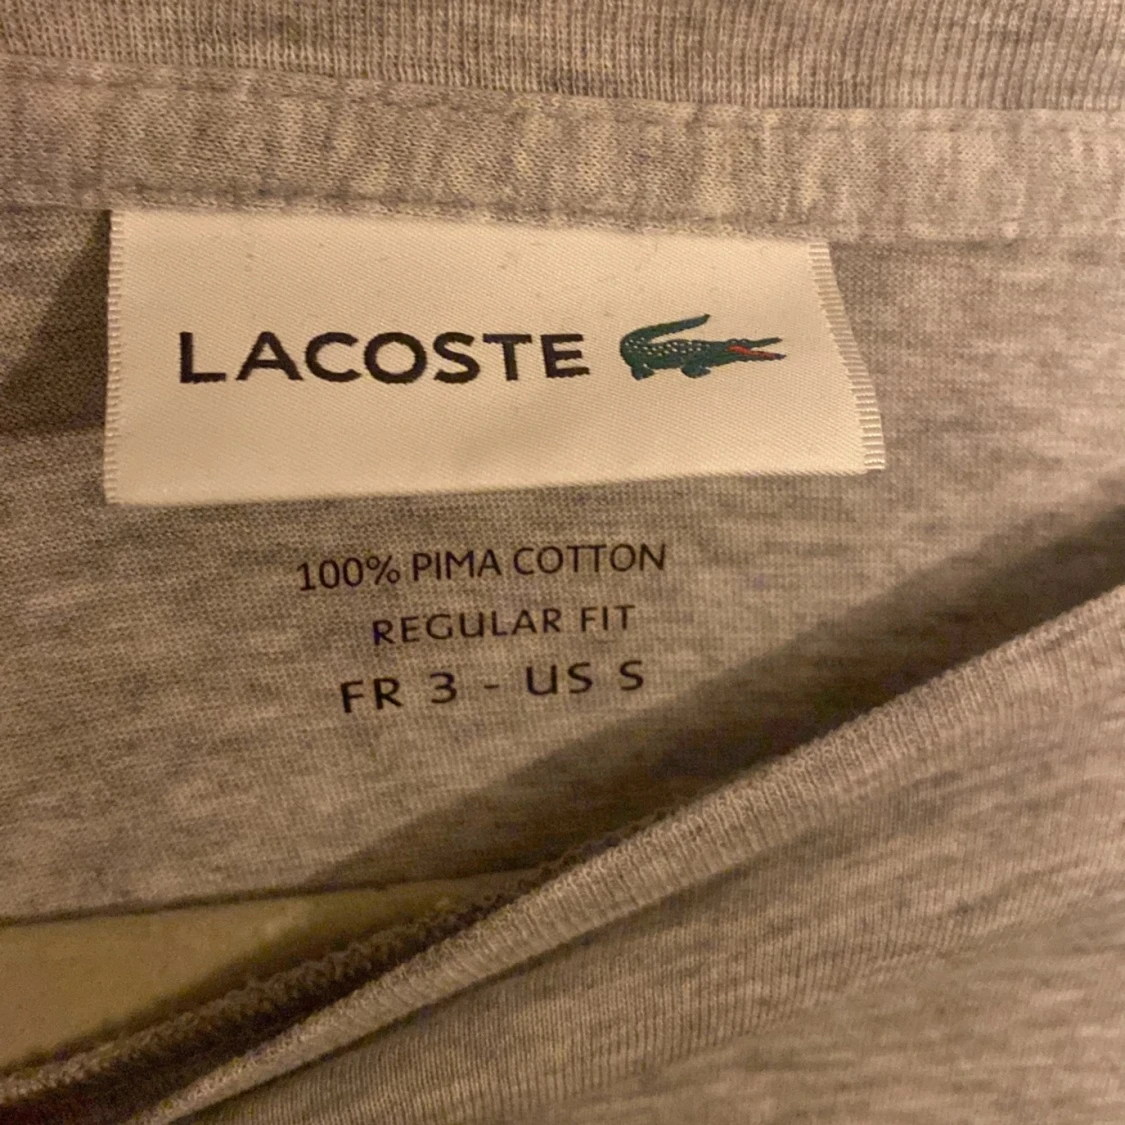 LACOSTE
100% PIMA COTTON
REGULAR FIT
FR 3 - US S